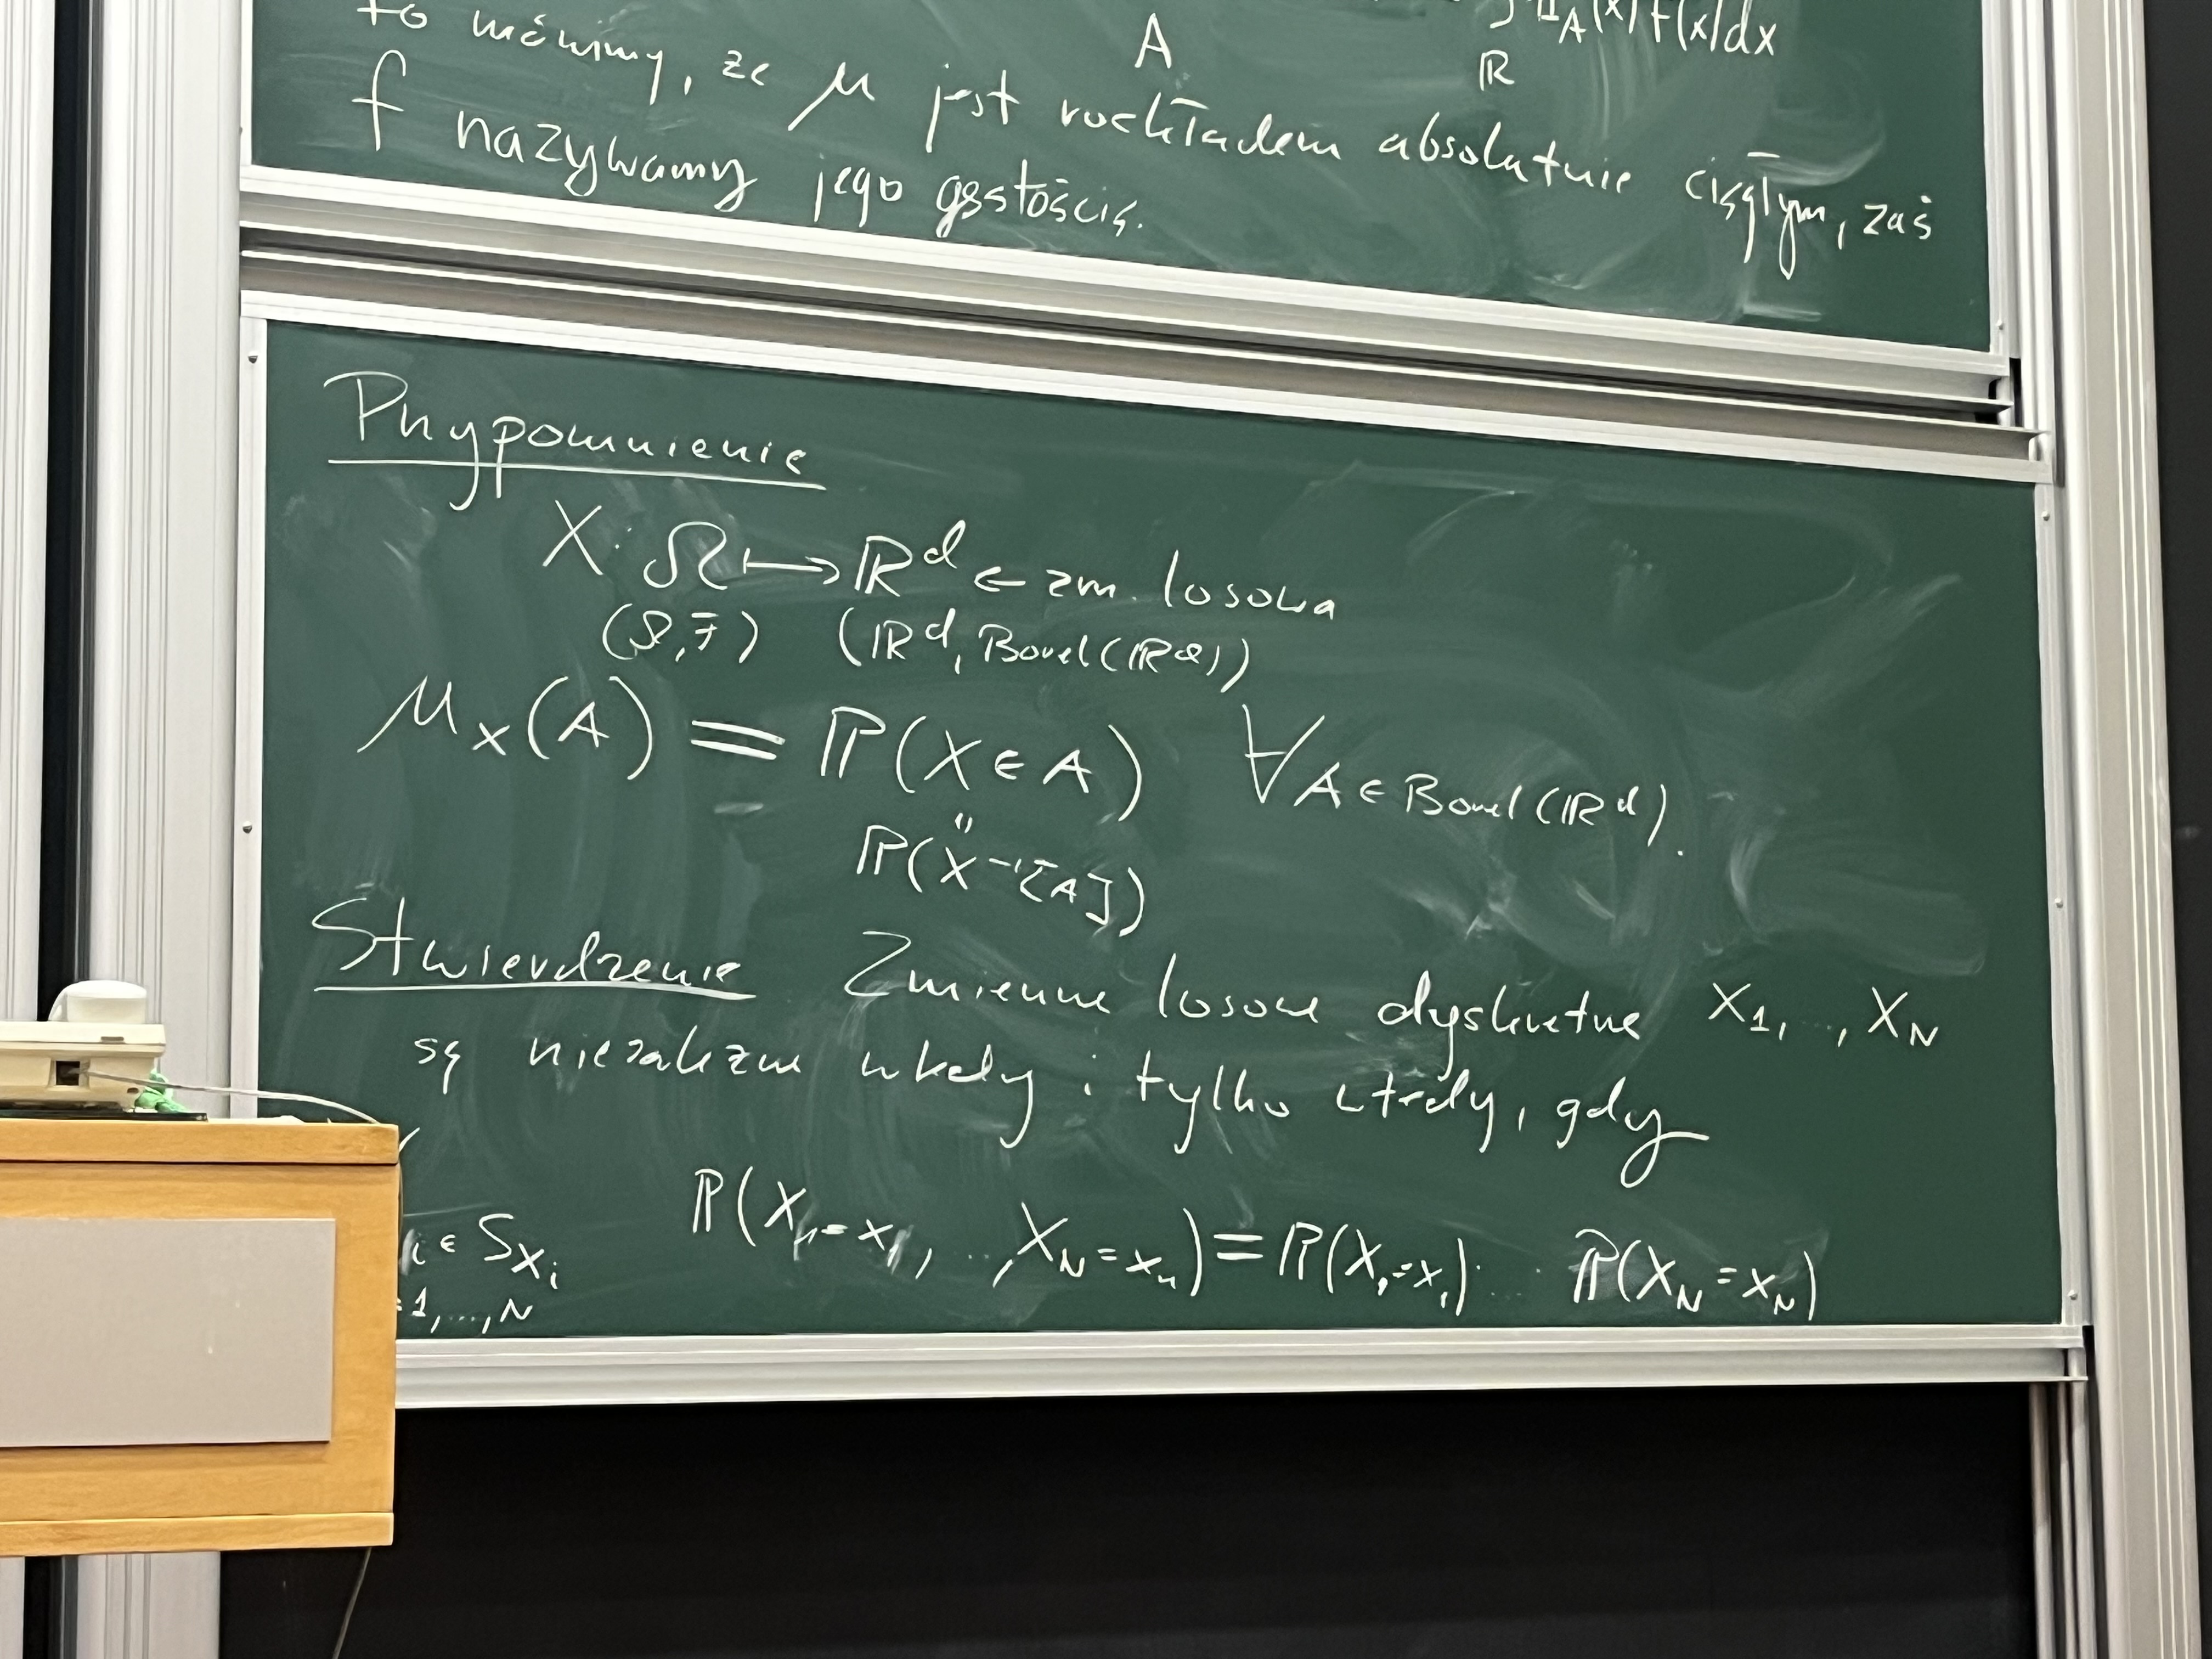 ∫ 𝟙_A(x) f(x) dx
A
ℝ
to mówimy, że μ jest rozkładem absolutnie ciągłym, zaś
f nazywamy jego gęstością.
Przypomnienie
X: Ω ↦ ℝ^d ← zm. losowa
(Ω, ℱ) (ℝ^d, Borel(ℝ^d))
μ_X(A) = ℙ(X ∈ A) ∀ A ∈ Borel(ℝ^d).
"
ℙ(X^{-1}[A])
Stwierdzenie Zmienne losowe dyskretne X_1, ..., X_N
są niezależne wtedy i tylko wtedy, gdy
ℙ(X_1 = x_1, ..., X_N = x_n) = ℙ(X_1 = x_1) · ... ℙ(X_N = x_N)
i ∈ S_{X_i}
=1, ..., N